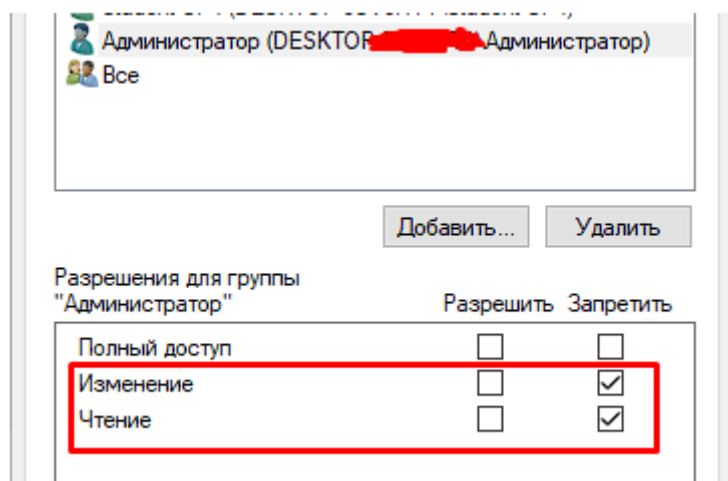 Администратор (DESKTOP Администратор)
Все
Добавить... Удалить
Разрешения для группы
"Администратор" Разрешить Запретить
Полный доступ
Изменение
Чтение